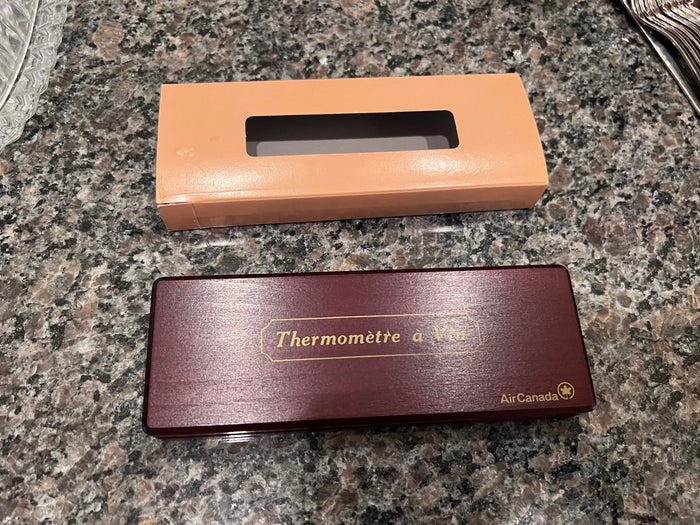 Thermomètre à Vin
AirCanada